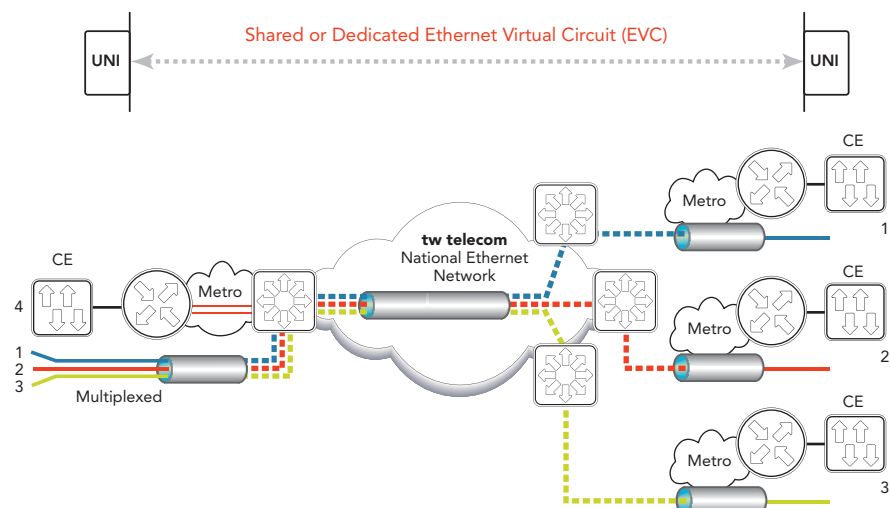 Shared or Dedicated Ethernet Virtual Circuit (EVC)
UNI
UNI
CE
Metro
1
tw telecom
National Ethernet
Network
CE
Metro
4
CE
Metro
2
1
2
3
Multiplexed
CE
Metro
3